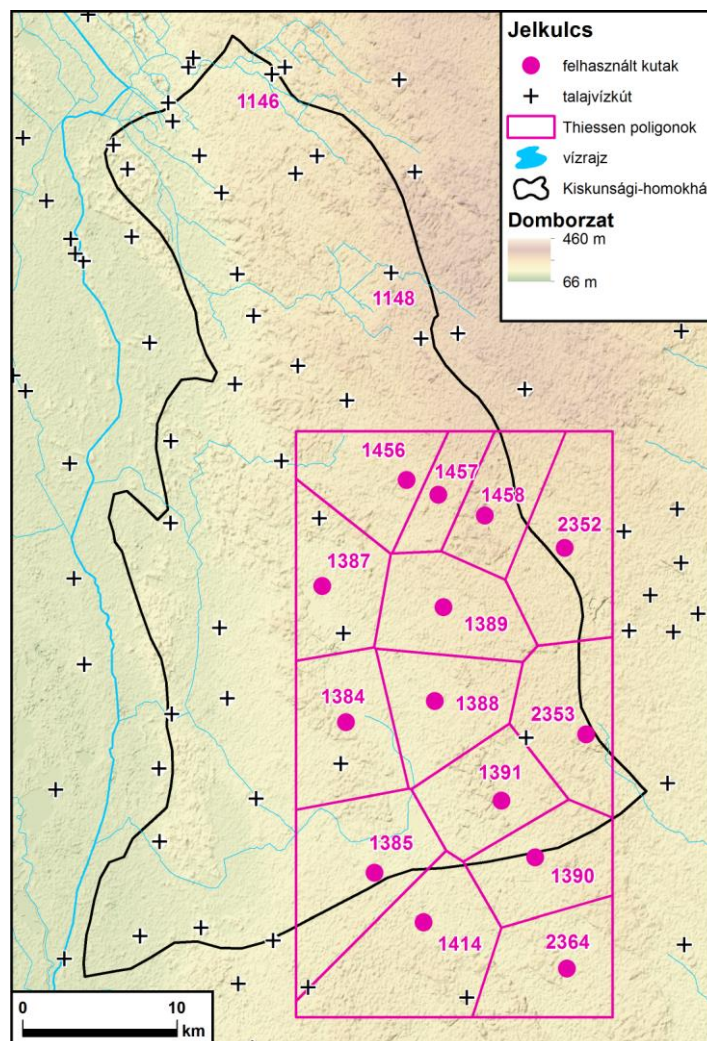 Jelkulcs
felhasznált kutak
talajvízkút
Thiessen poligonok
vízrajz
Kiskunsági-homokhá
Domborzat
460 m
66 m
1146
1148
1456
1457
1458
2352
1387
1389
1384
1388
2353
1391
1385
1390
1414
2364
0 10
km